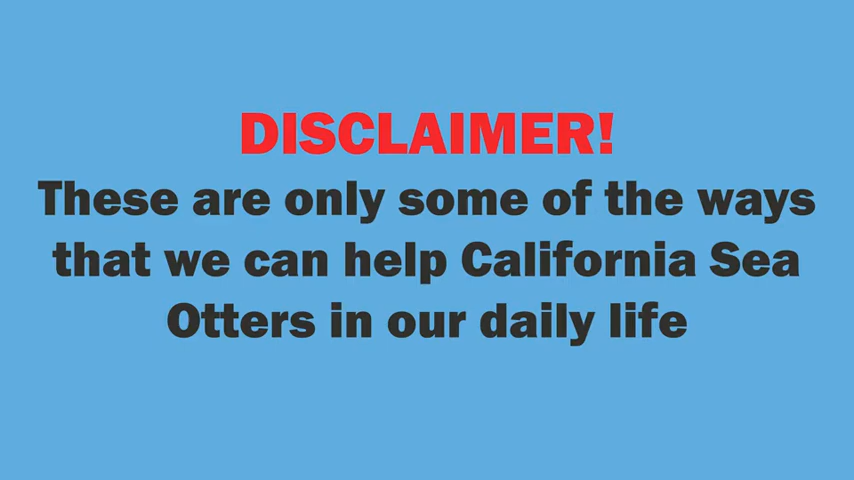 DISCLAIMER!
These are only some of the ways
that we can help California Sea
Otters in our daily life